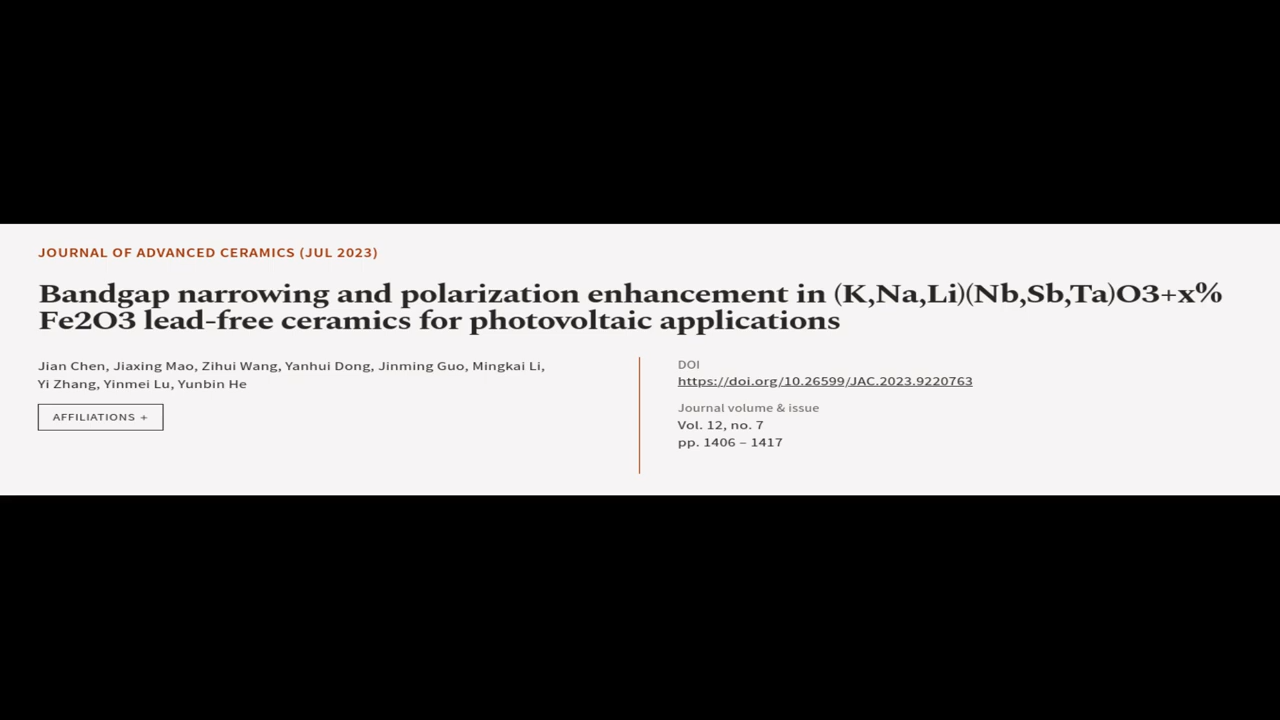 JOURNAL OF ADVANCED CERAMICS (JUL 2023)
Bandgap narrowing and polarization enhancement in (K,Na,Li)(Nb,Sb,Ta)O3+x%
Fe2O3 lead-free ceramics for photovoltaic applications
Jian Chen, Jiaxing Mao, Zihui Wang, Yanhui Dong, Jinming Guo, Mingkai Li,
Yi Zhang, Yinmei Lu, Yunbin He
AFFILIATIONS +
DOI
https://doi.org/10.26599/JAC.2023.9220763
Journal volume & issue
Vol. 12, no. 7
pp. 1406 – 1417